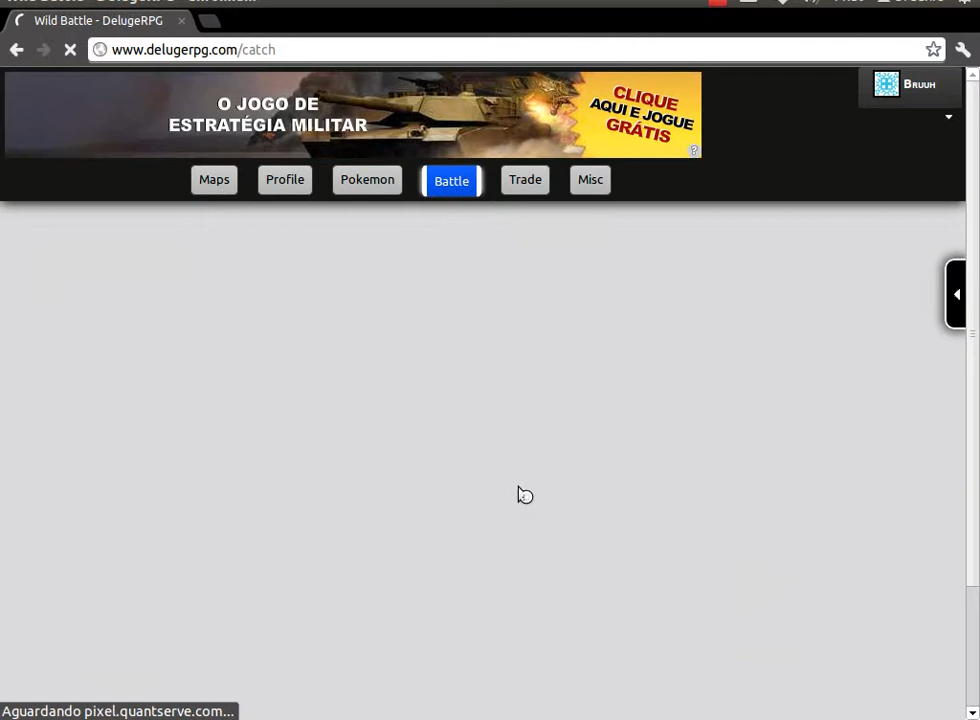 Wild Battle - DelugeRPG
www.delugerpg.com/catch
O JOGO DE
ESTRATÉGIA MILITAR
CLIQUE
AQUI E JOGUE
GRÁTIS
?
BRUUH
Maps Profile Pokemon Battle Trade Misc
Aguardando pixel.quantserve.com...